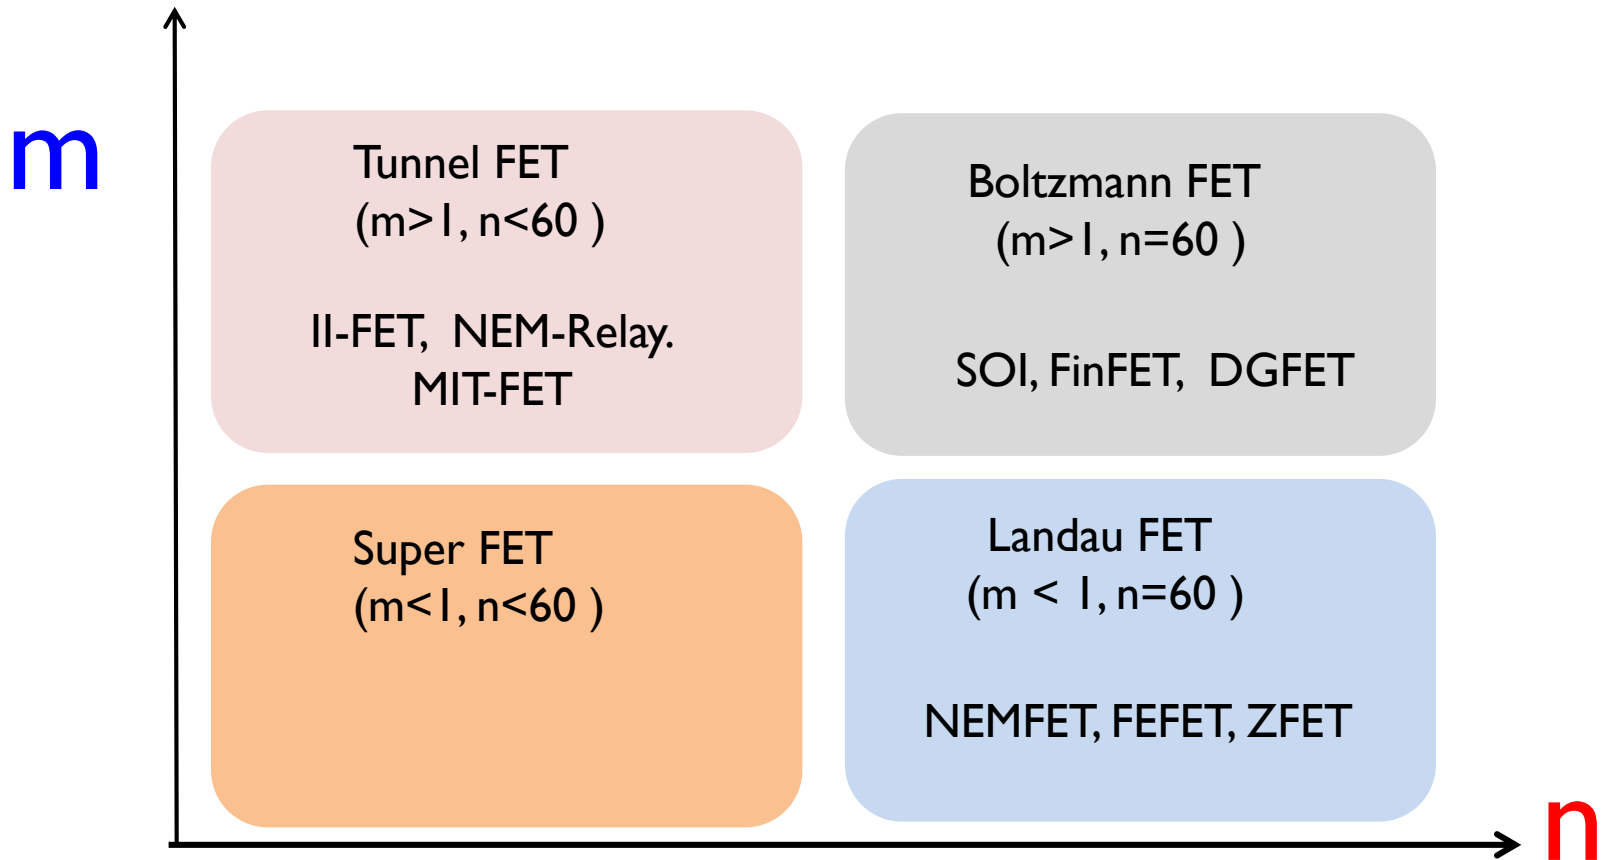 m
Tunnel FET
(m>1, n<60 )
II-FET, NEM-Relay.
MIT-FET
Boltzmann FET
(m>1, n=60 )
SOI, FinFET, DGFET
Super FET
(m<1, n<60 )
Landau FET
(m < 1, n=60 )
NEMFET, FEFET, ZFET
n